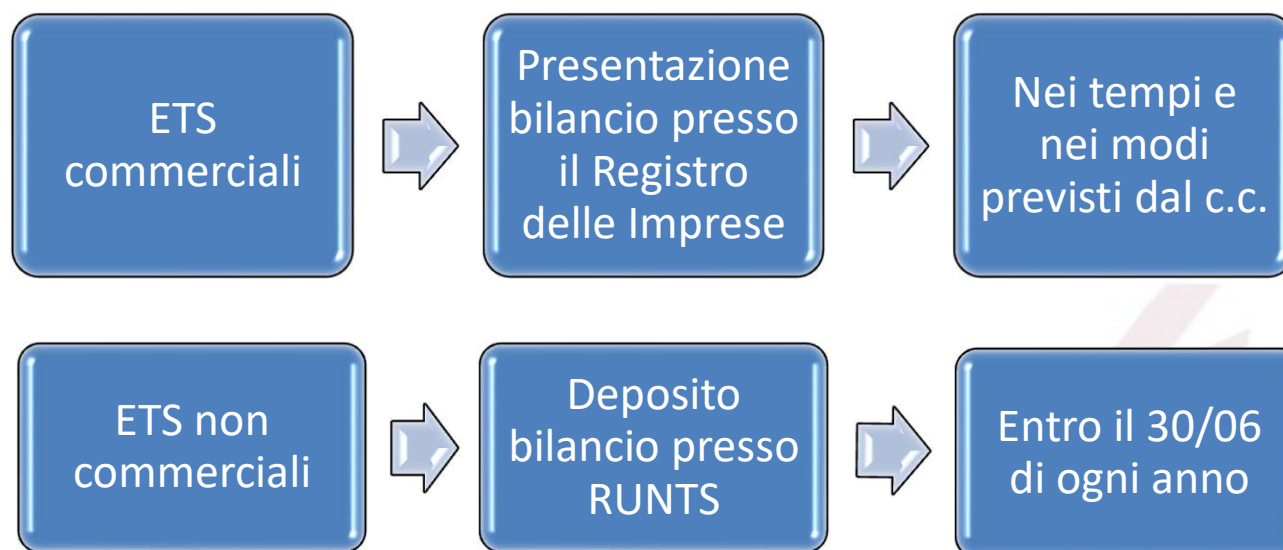 ETS
commerciali
Presentazione
bilancio presso
il Registro
delle Imprese
Nei tempi e
nei modi
previsti dal c.c.
ETS non
commerciali
Deposito
bilancio presso
RUNTS
Entro il 30/06
di ogni anno